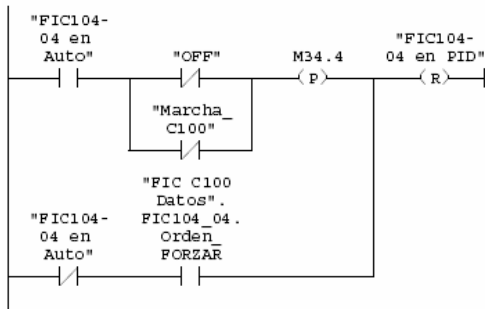 "FIC104-
04 en
Auto"
"OFF"
M34.4
"FIC104-
04 en PID"
P
R
"Marcha_
C100"
"FIC104-
04 en
Auto"
"FIC C100
Datos".
FIC104_04.
Orden_
FORZAR